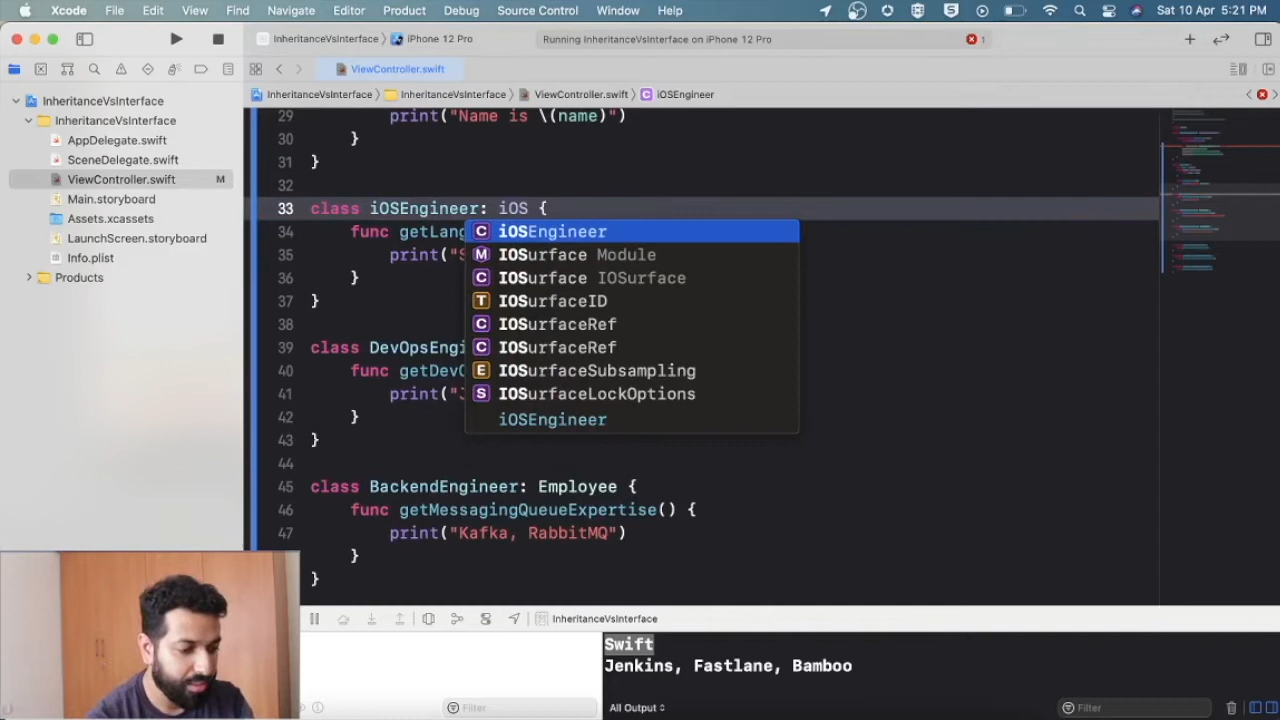 Xcode File Edit View Find Navigate Editor Product Debug Source Control Window Help Sat 10 Apr 5:21 PM
InheritanceVsInterface iPhone 12 Pro Running InheritanceVsInterface on iPhone 12 Pro 1
ViewController.swift
InheritanceVsInterface InheritanceVsInterface ViewController.swift iOSEngineer
InheritanceVsInterface
InheritanceVsInterface
AppDelegate.swift
SceneDelegate.swift
ViewController.swift M
Main.storyboard
Assets.xcassets
LaunchScreen.storyboard
Info.plist
Products
29 print("Name is \(name)")
30 }
31 }
32
33 class iOSEngineer: iOS {
34 func getLang
35 print("S
36 }
37 }
38
39 class DevOpsEngi
40 func getDevO
41 print("J
42 }
43 }
44
45 class BackendEngineer: Employee {
46 func getMessagingQueueExpertise() {
47 print("Kafka, RabbitMQ")
}
}
C iOSEngineer
M IOSurface Module
C IOSurface IOSurface
T IOSurfaceID
C IOSurfaceRef
C IOSurfaceRef
E IOSurfaceSubsampling
S IOSurfaceLockOptions
iOSEngineer
InheritanceVsInterface
Swift
Jenkins, Fastlane, Bamboo
Filter
All Output
Filter